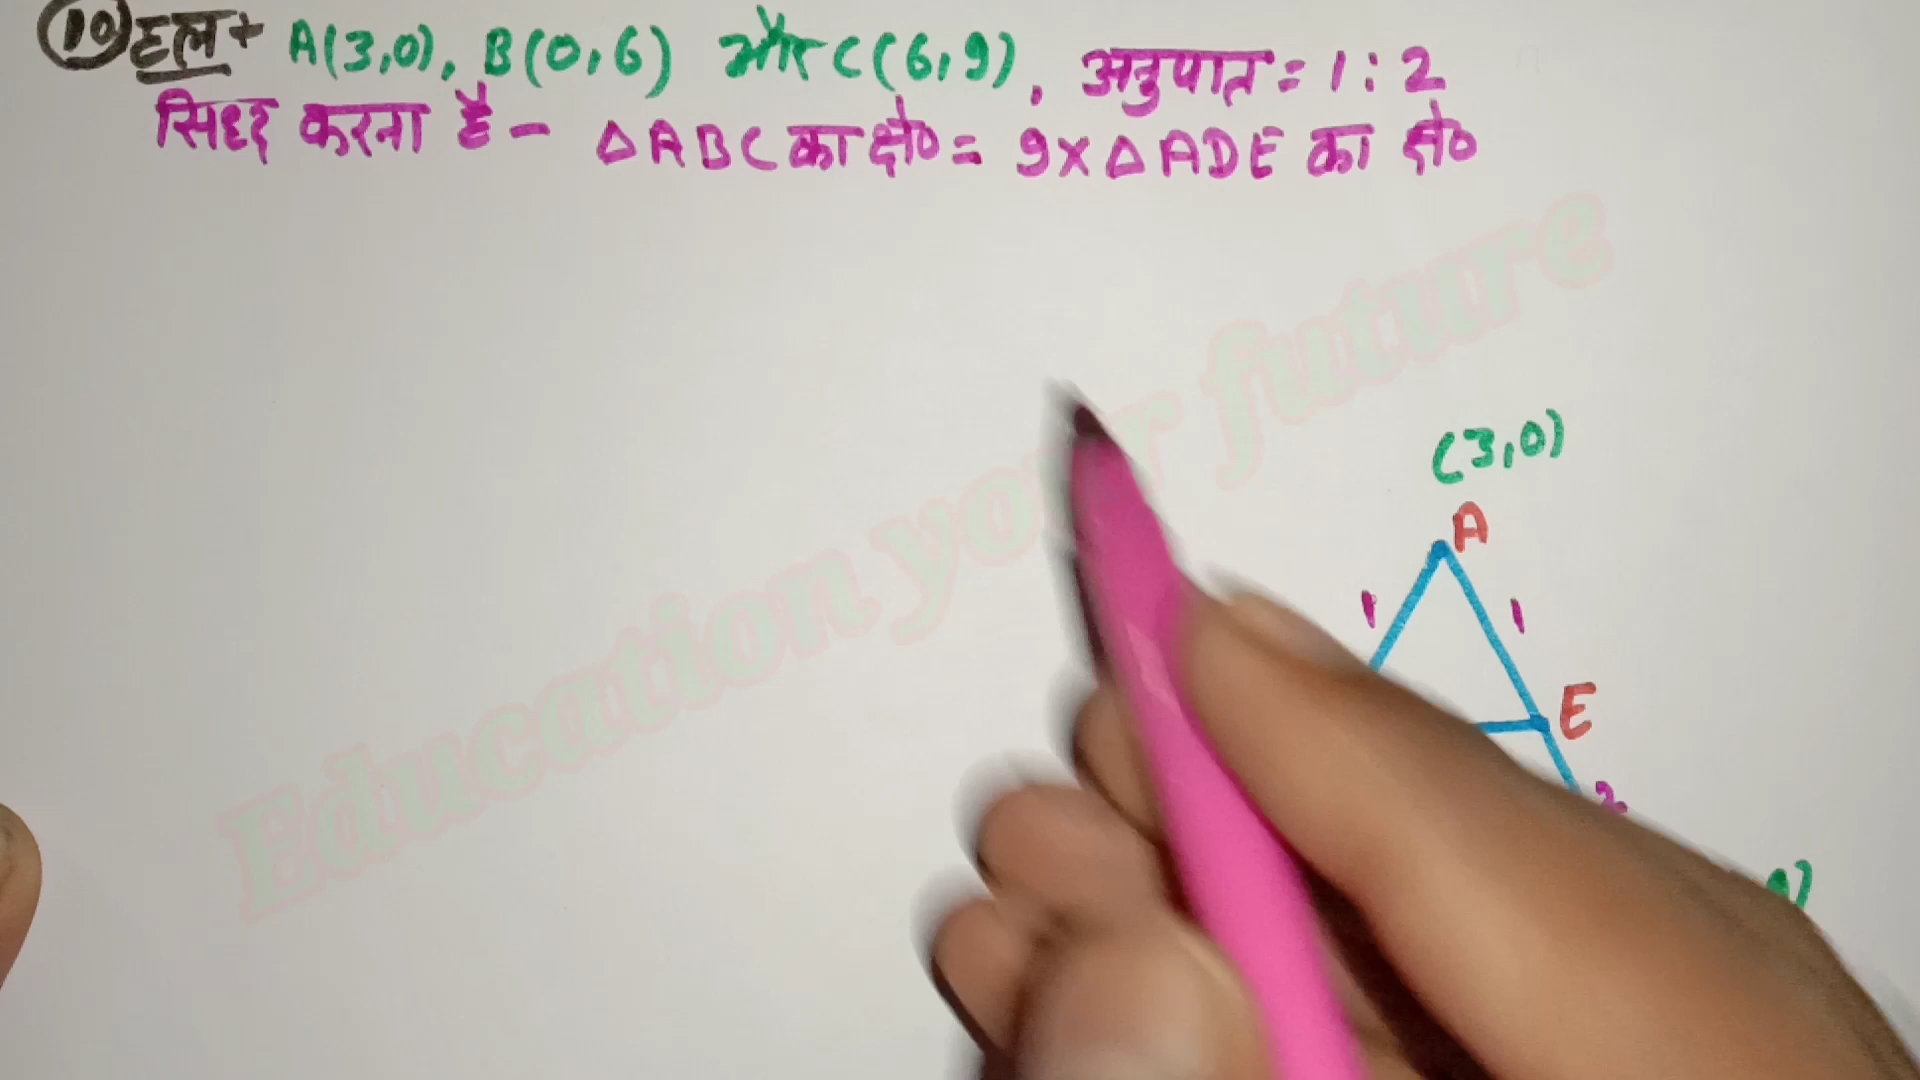 10 हल→ A(3,0), B(0,6) और C(6,9), अनुपात = 1:2
सिध्द करना है - △ABC का क्षे० = 9×△ADE का क्षे०
Education your future
(3,0)
A
1 1
E
2
9)